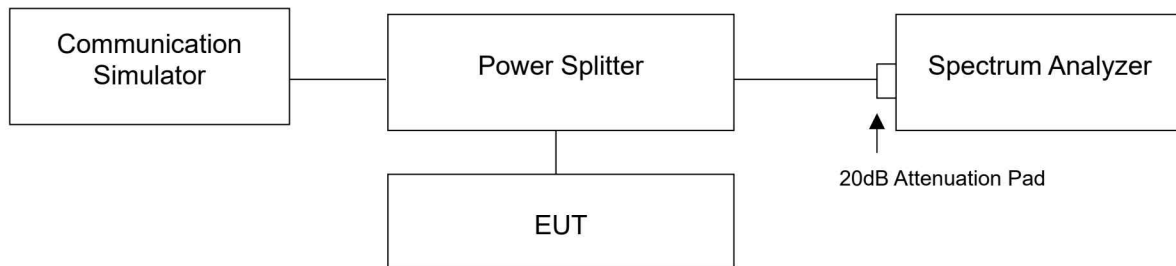 Communication
Simulator
Power Splitter
Spectrum Analyzer
20dB Attenuation Pad
EUT